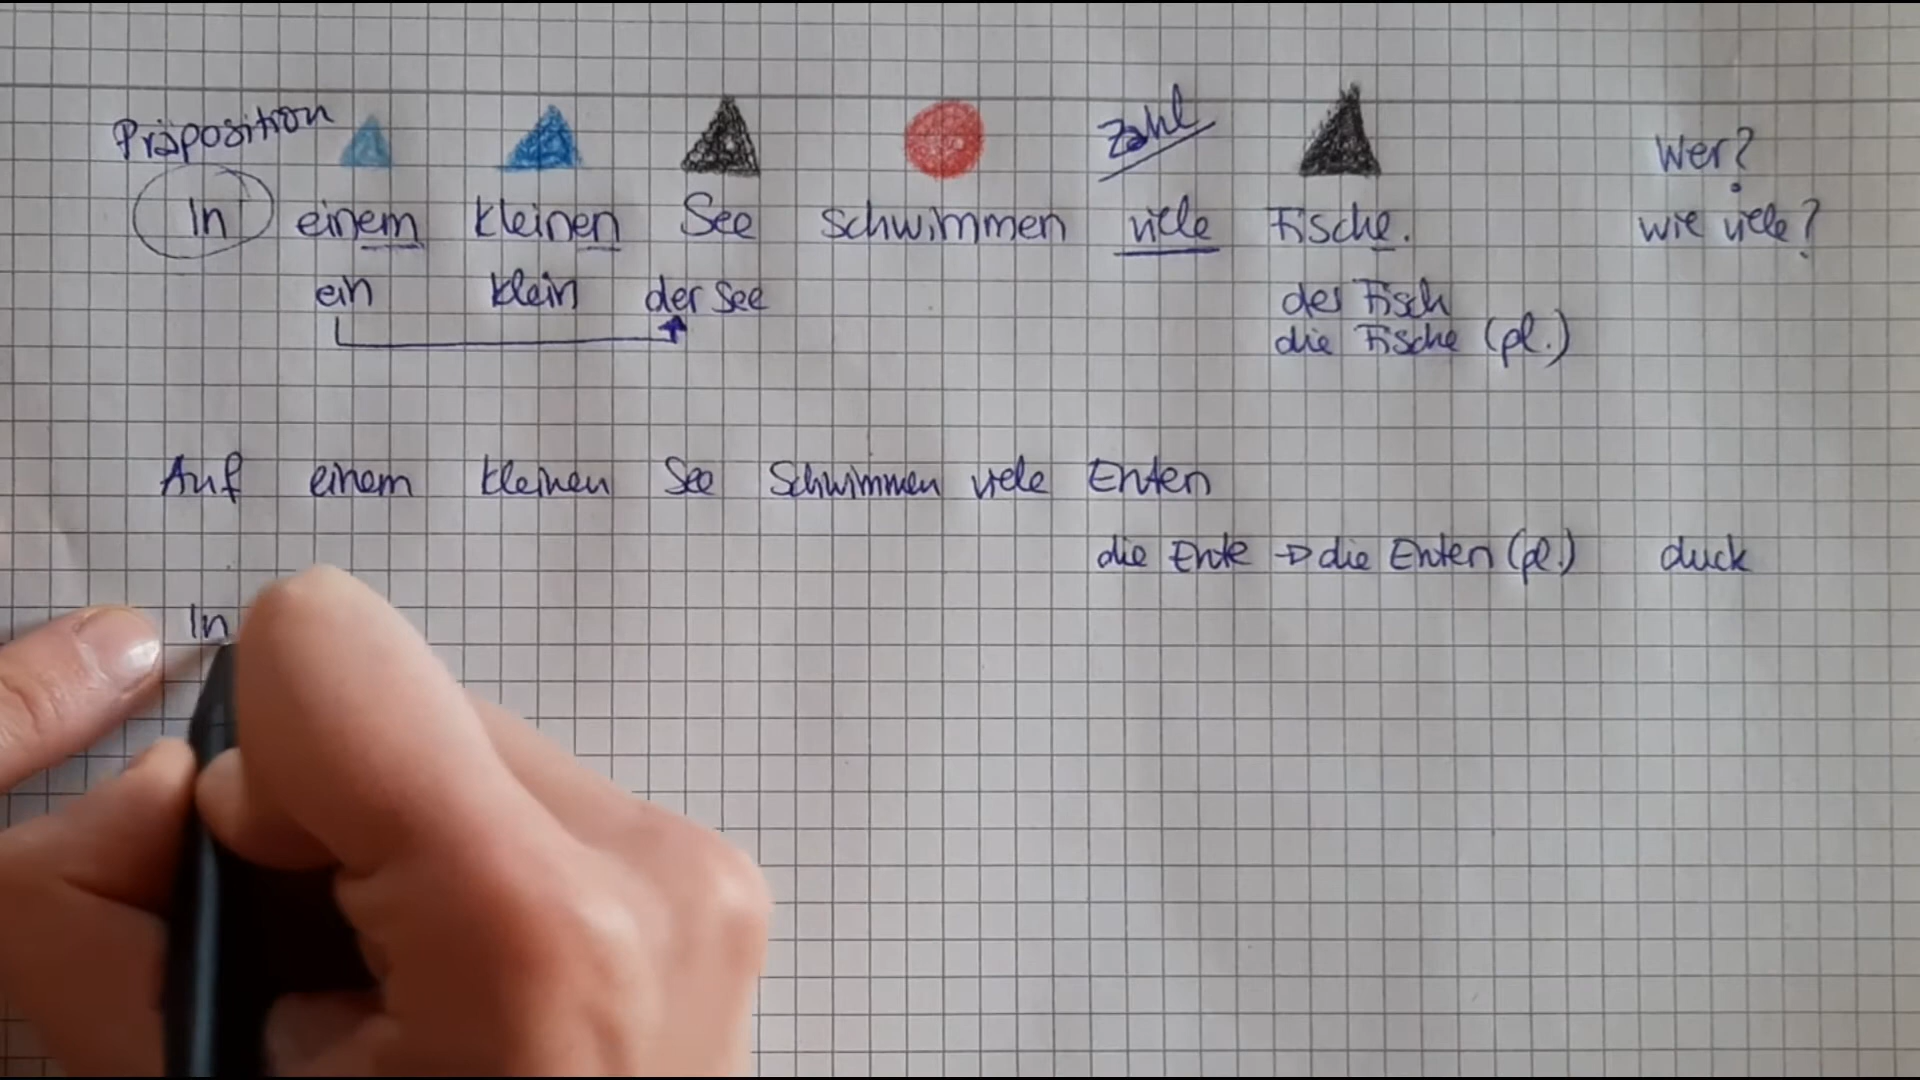 Präposition Zahl Wer?
In einem kleinen See schwimmen viele Fische. wie viele?
ein klein der See der Fisch
die Fische (pl.)
Auf einem kleinen See schwimmen viele Enten
die Ente → die Enten (pl.) duck
In